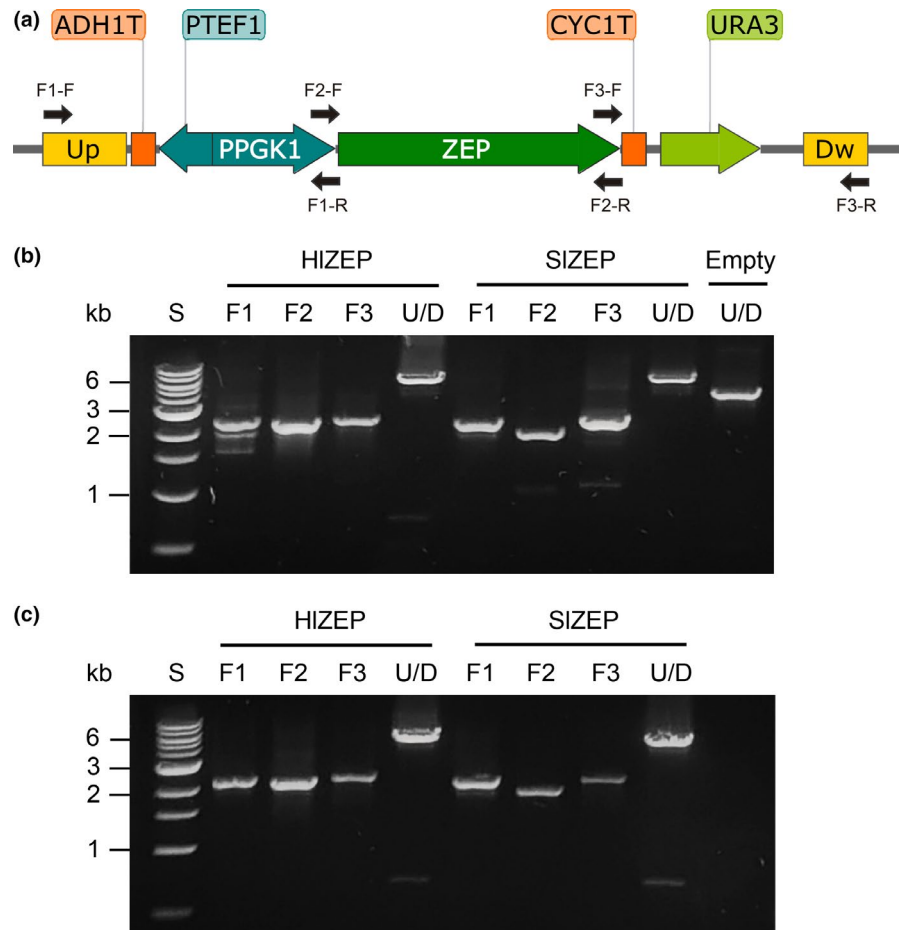 (a)
ADH1T PTEF1 CYC1T URA3
F1-F F2-F F3-F
Up PPGK1 ZEP Dw
F1-R F2-R F3-R
(b)
HIZEP SIZEP Empty
kb S F1 F2 F3 U/D F1 F2 F3 U/D U/D
6
3
2
1
(c)
HIZEP SIZEP
kb S F1 F2 F3 U/D F1 F2 F3 U/D
6
3
2
1